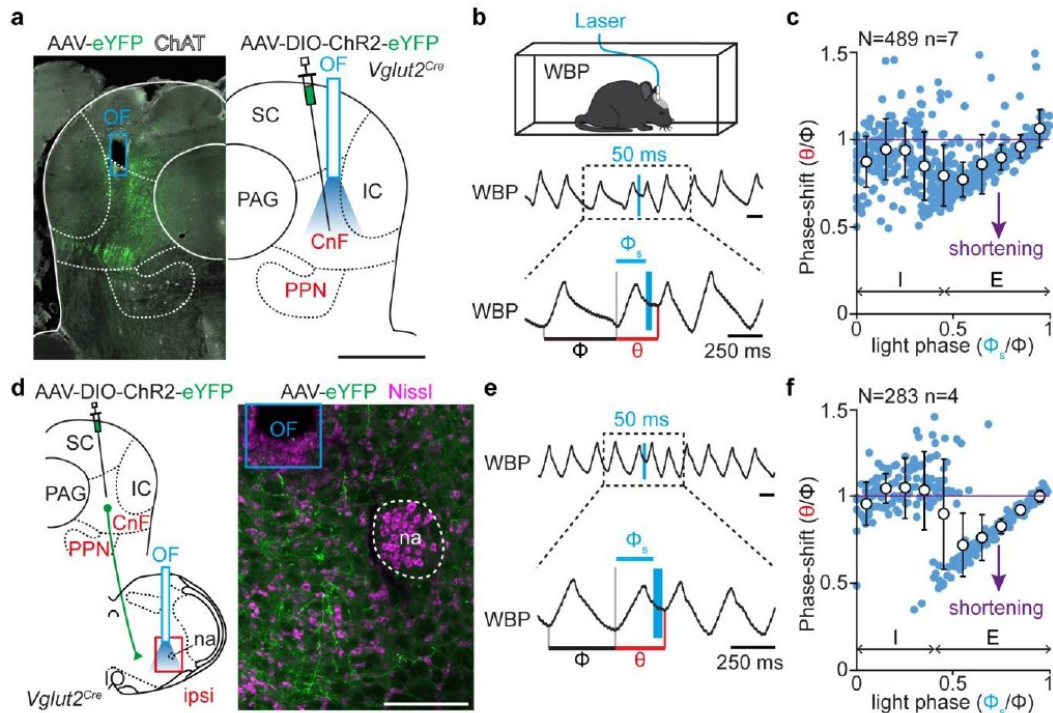 a
AAV-eYFP ChAT
AAV-DIO-ChR2-eYFP
OF Vglut2Cre
OF
SC
PAG
IC
CnF
PPN
b
Laser
WBP
50 ms
WBP
Φs
WBP
Φ θ 250 ms
c
N=489 n=7
Phase-shift (θ/Φ)
1.5
1
0.5
0
shortening
I E
0 0.5 1
light phase (Φs/Φ)
d
AAV-DIO-ChR2-eYFP
SC
PAG
IC
CnF
PPN
OF
na
Vglut2Cre
ipsi
AAV-eYFP Nissl
OF
na
e
50 ms
WBP
Φs
WBP
Φ θ 250 ms
f
N=283 n=4
Phase-shift (θ/Φ)
1.5
1
0.5
0
shortening
I E
0 0.5 1
light phase (Φs/Φ)